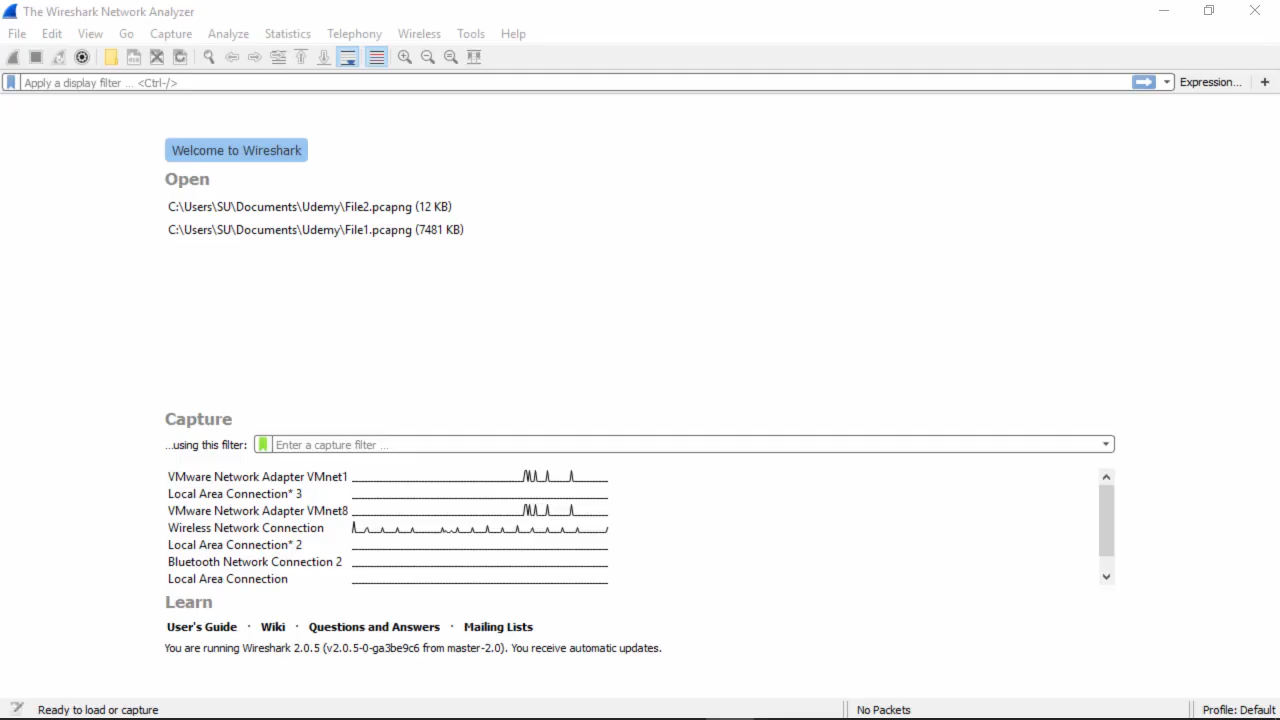 The Wireshark Network Analyzer
File Edit View Go Capture Analyze Statistics Telephony Wireless Tools Help
Apply a display filter ... <Ctrl-/> Expression... +
Welcome to Wireshark
Open
C:\Users\SU\Documents\Udemy\File2.pcapng (12 KB)
C:\Users\SU\Documents\Udemy\File1.pcapng (7481 KB)
Capture
...using this filter: Enter a capture filter ...
VMware Network Adapter VMnet1
Local Area Connection* 3
VMware Network Adapter VMnet8
Wireless Network Connection
Local Area Connection* 2
Bluetooth Network Connection 2
Local Area Connection
Learn
User's Guide · Wiki · Questions and Answers · Mailing Lists
You are running Wireshark 2.0.5 (v2.0.5-0-ga3be9c6 from master-2.0). You receive automatic updates.
Ready to load or capture No Packets Profile: Default